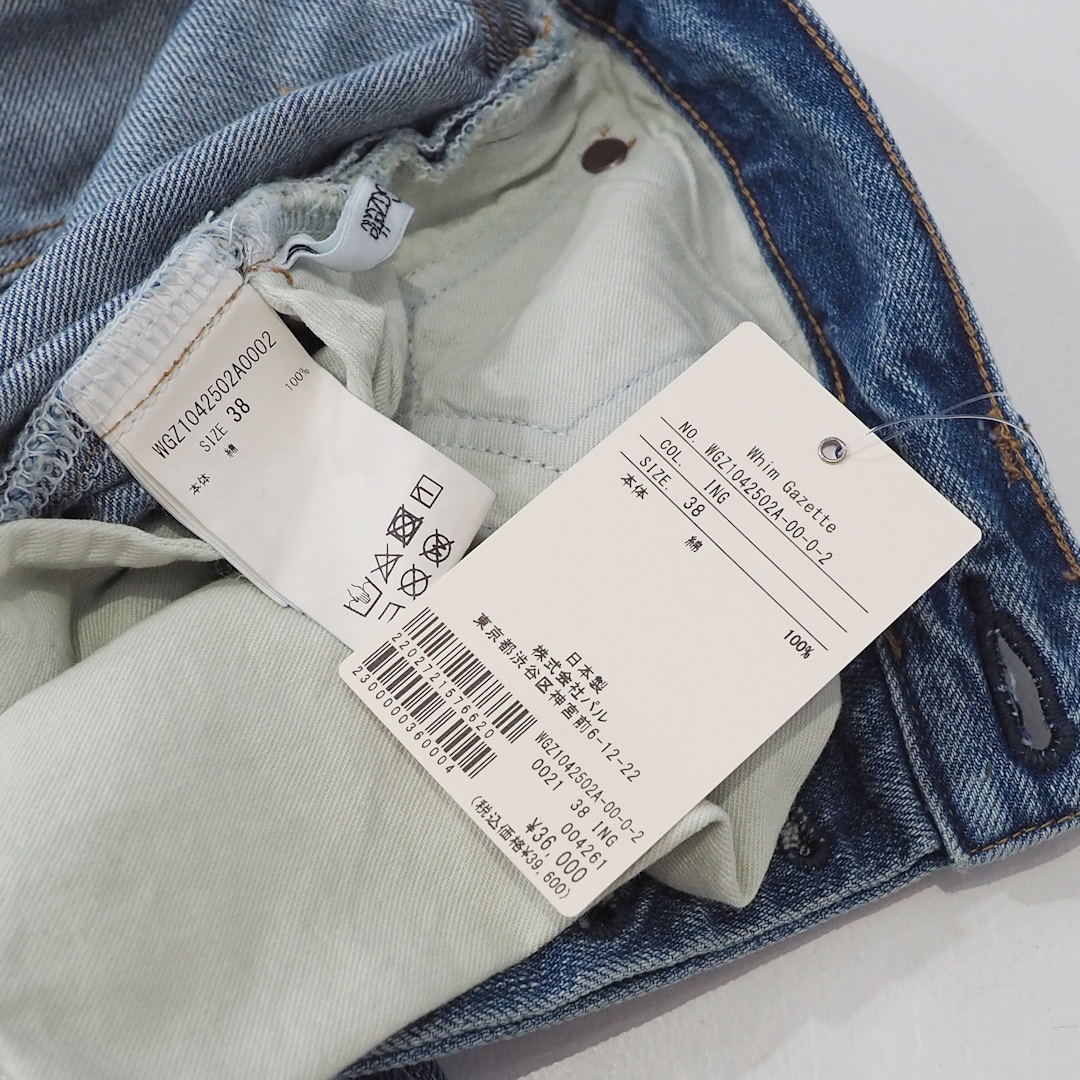 Gazette
WGZ1042502A0002
SIZE 38
本体 綿 100%
Whim Gazette
NO. WGZ1042502A-00-0-2
COL. ING
SIZE. 38
本体 綿 100%
日本製
株式会社パル
東京都渋谷区神宮前6-12-22
2202721576620
2300000360004
WGZ1042502A-00-0-2
0021 38 ING
004261
¥36,000
(税込価格¥39,600)